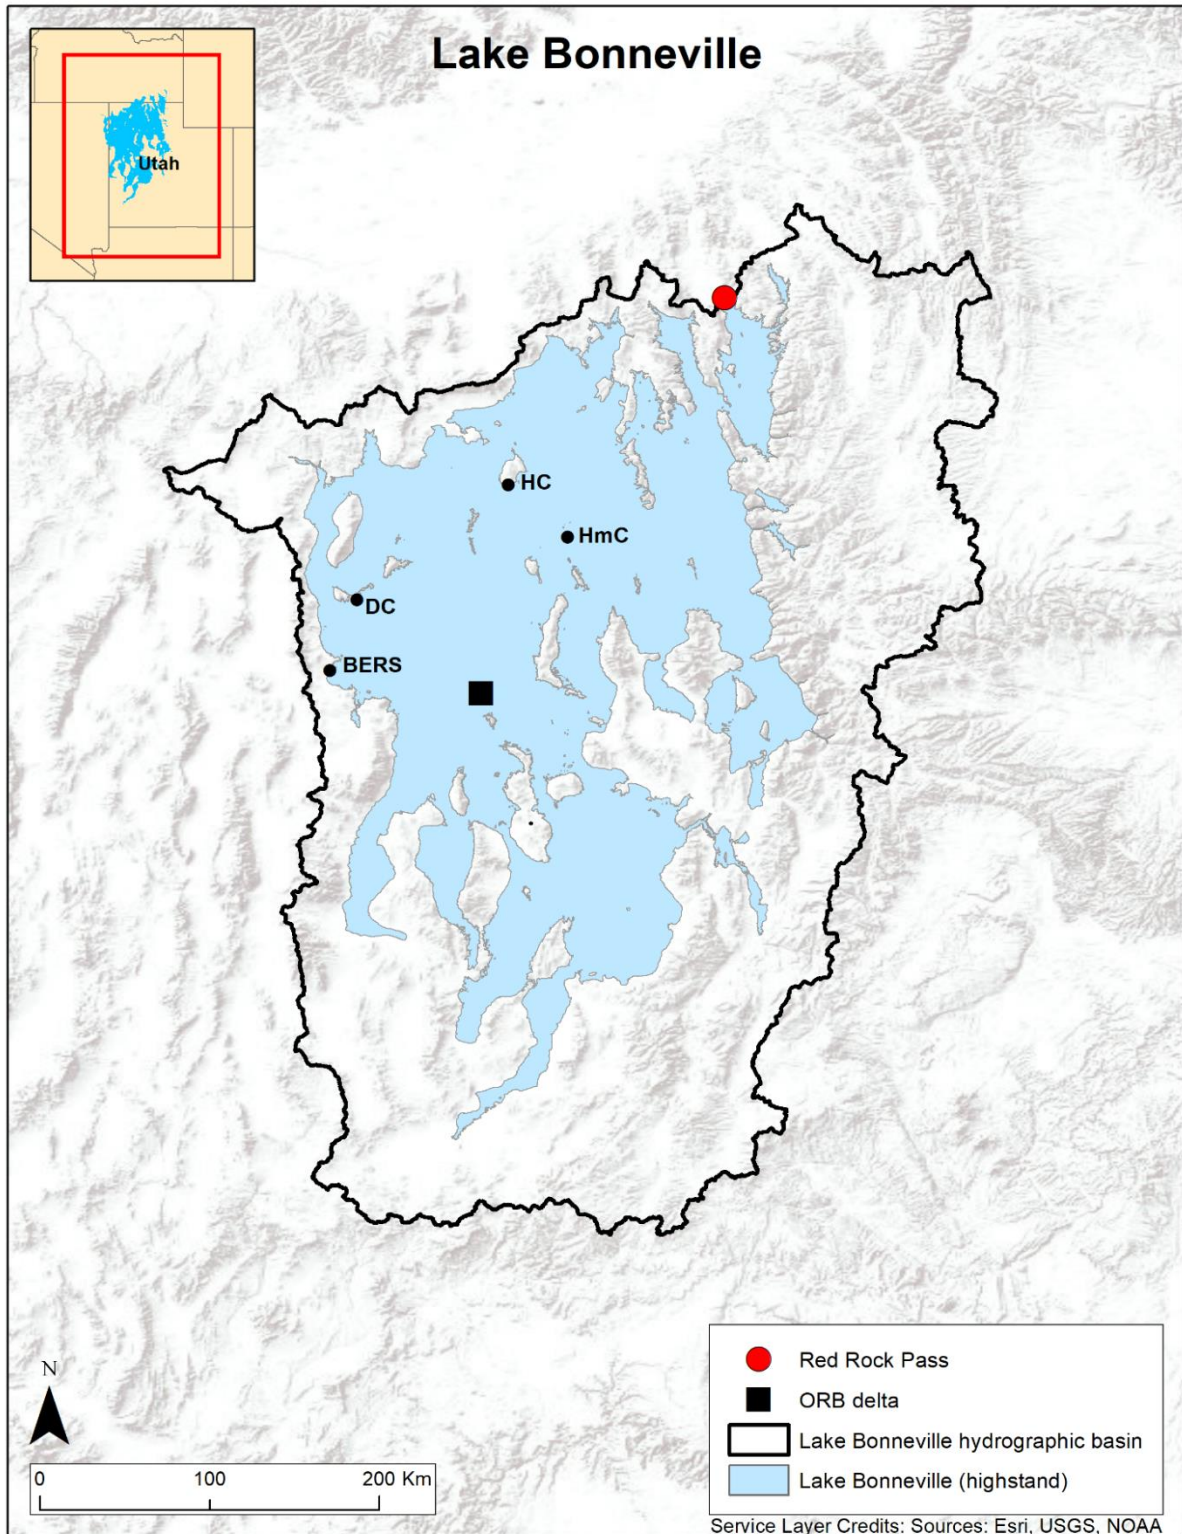 Lake Bonneville
Utah
HC
HmC
DC
BERS
N
0 100 200 Km
Red Rock Pass
ORB delta
Lake Bonneville hydrographic basin
Lake Bonneville (highstand)
Service Layer Credits: Sources: Esri, USGS, NOAA